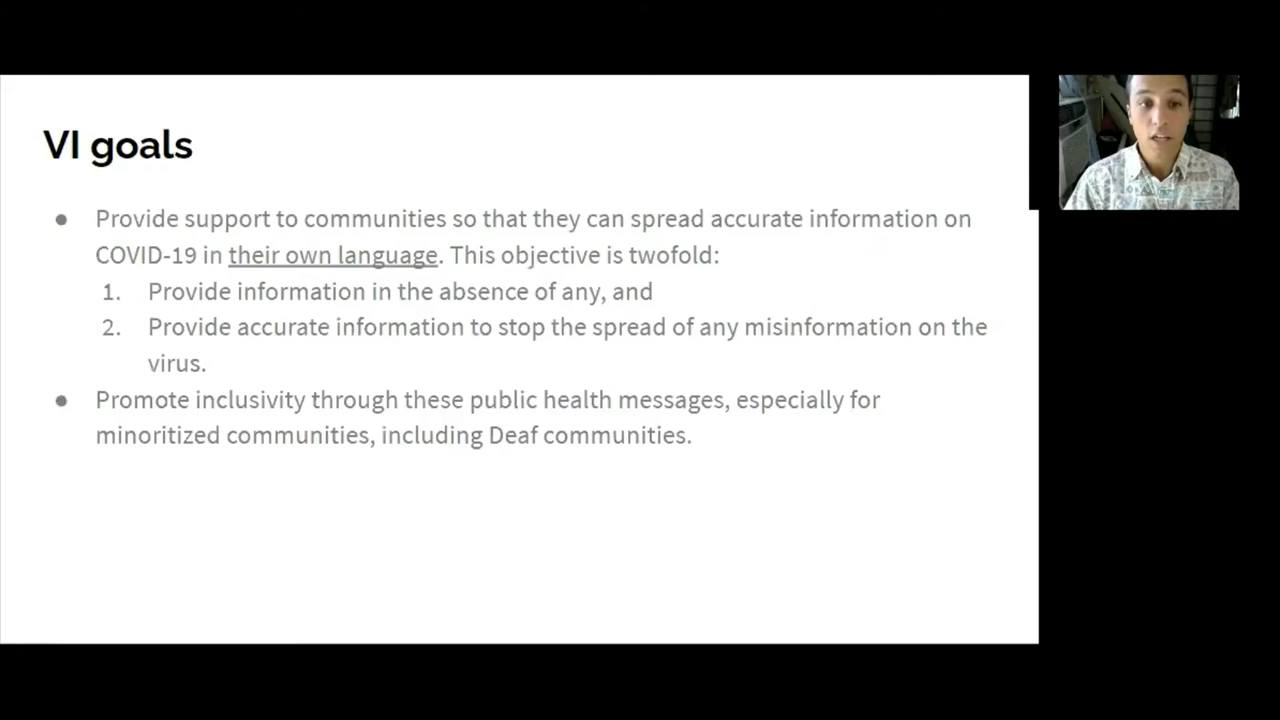 VI goals
● Provide support to communities so that they can spread accurate information on
COVID-19 in their own language. This objective is twofold:
1. Provide information in the absence of any, and
2. Provide accurate information to stop the spread of any misinformation on the
virus.
● Promote inclusivity through these public health messages, especially for
minoritized communities, including Deaf communities.